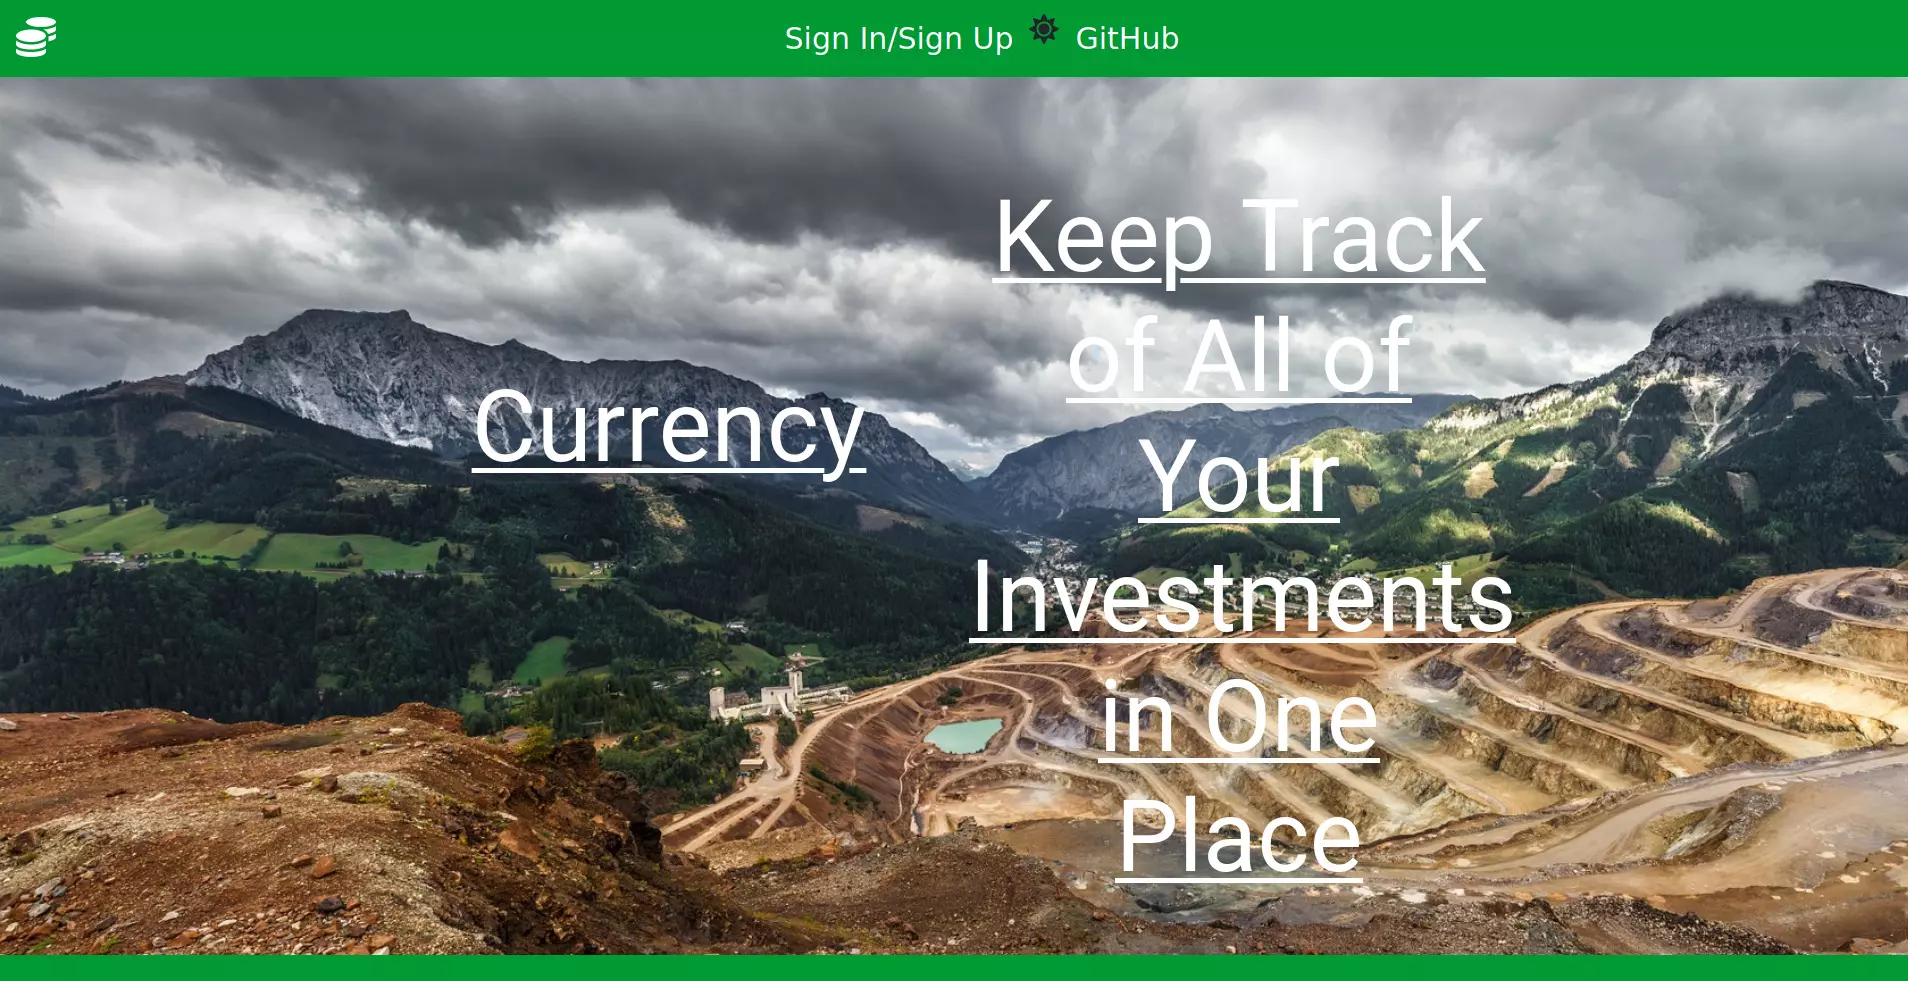 Sign In/Sign Up GitHub
Currency
Keep Track
of All of
Your
Investments
in One
Place